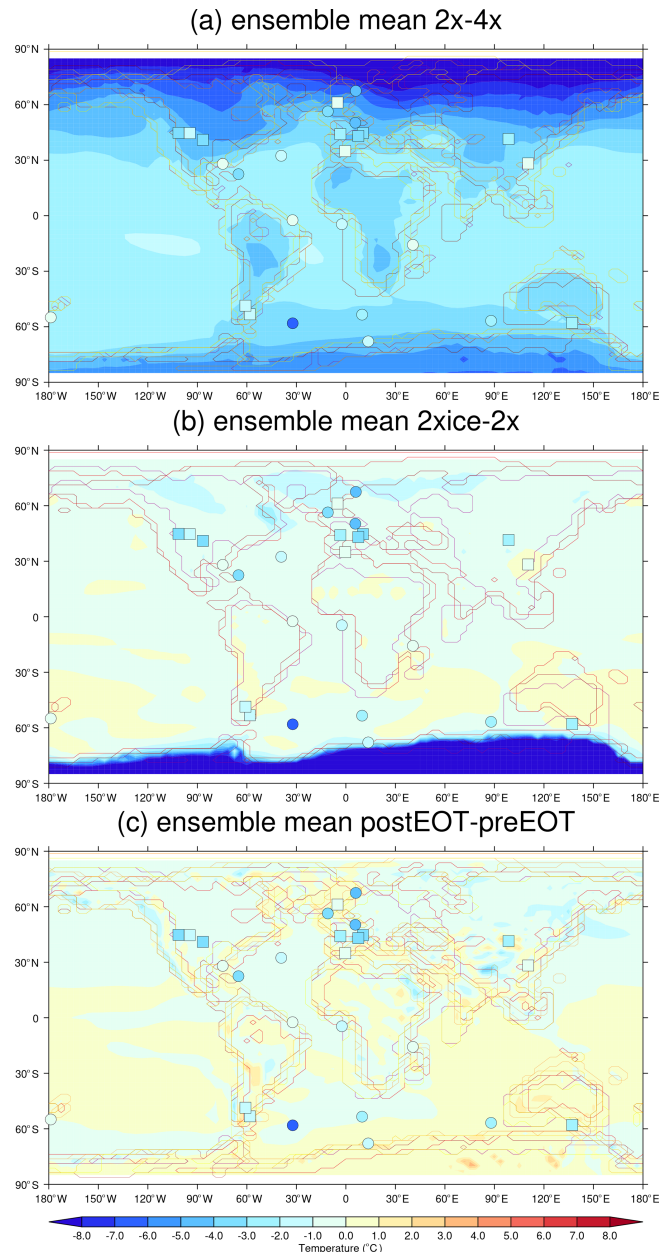 (a) ensemble mean 2x-4x
90°N
60°N
30°N
0
30°S
60°S
90°S
180°W 150°W 120°W 90°W 60°W 30°W 0 30°E 60°E 90°E 120°E 150°E 180°E
(b) ensemble mean 2xice-2x
90°N
60°N
30°N
0
30°S
60°S
90°S
180°W 150°W 120°W 90°W 60°W 30°W 0 30°E 60°E 90°E 120°E 150°E 180°E
(c) ensemble mean postEOT-preEOT
90°N
60°N
30°N
0
30°S
60°S
90°S
180°W 150°W 120°W 90°W 60°W 30°W 0 30°E 60°E 90°E 120°E 150°E 180°E
-8.0 -7.0 -6.0 -5.0 -4.0 -3.0 -2.0 -1.0 0.0 1.0 2.0 3.0 4.0 5.0 6.0 7.0 8.0
Temperature (°C)